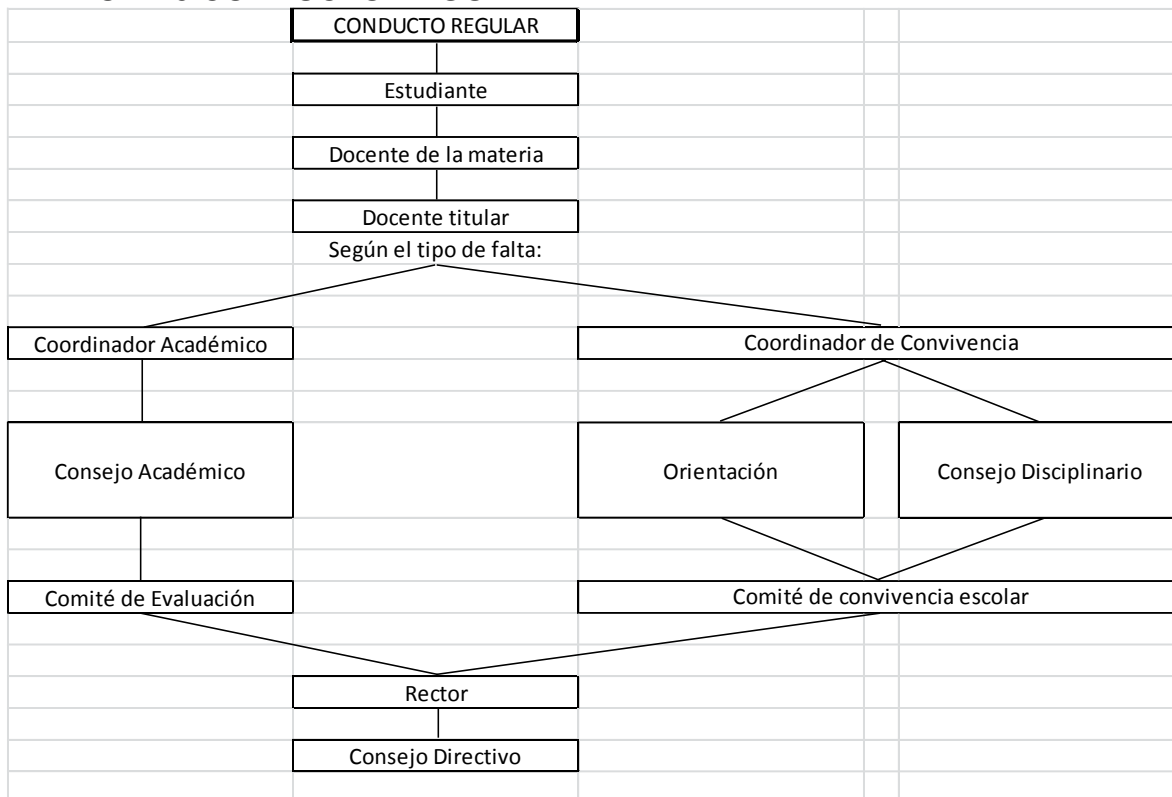 CONDUCTO REGULAR
Estudiante
Docente de la materia
Docente titular
Según el tipo de falta:
Coordinador Académico
Coordinador de Convivencia
Consejo Académico
Orientación
Consejo Disciplinario
Comité de Evaluación
Comité de convivencia escolar
Rector
Consejo Directivo